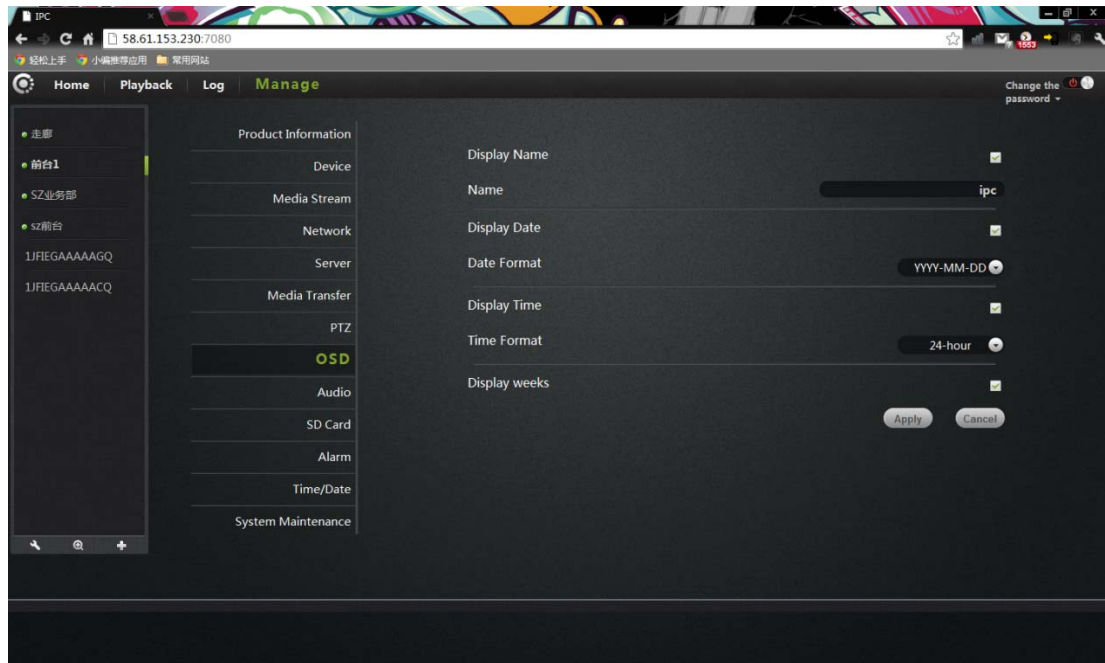 IPC
58.61.153.230:7080
1553
轻松上手 小编推荐应用 常用网站
Home Playback Log Manage
Change the
password
走廊
前台1
SZ业务部
sz前台
1JFIEGAAAAAGQ
1JFIEGAAAAACQ
Product Information
Device
Media Stream
Network
Server
Media Transfer
PTZ
OSD
Audio
SD Card
Alarm
Time/Date
System Maintenance
Display Name
Name ipc
Display Date
Date Format YYYY-MM-DD
Display Time
Time Format 24-hour
Display weeks
Apply Cancel